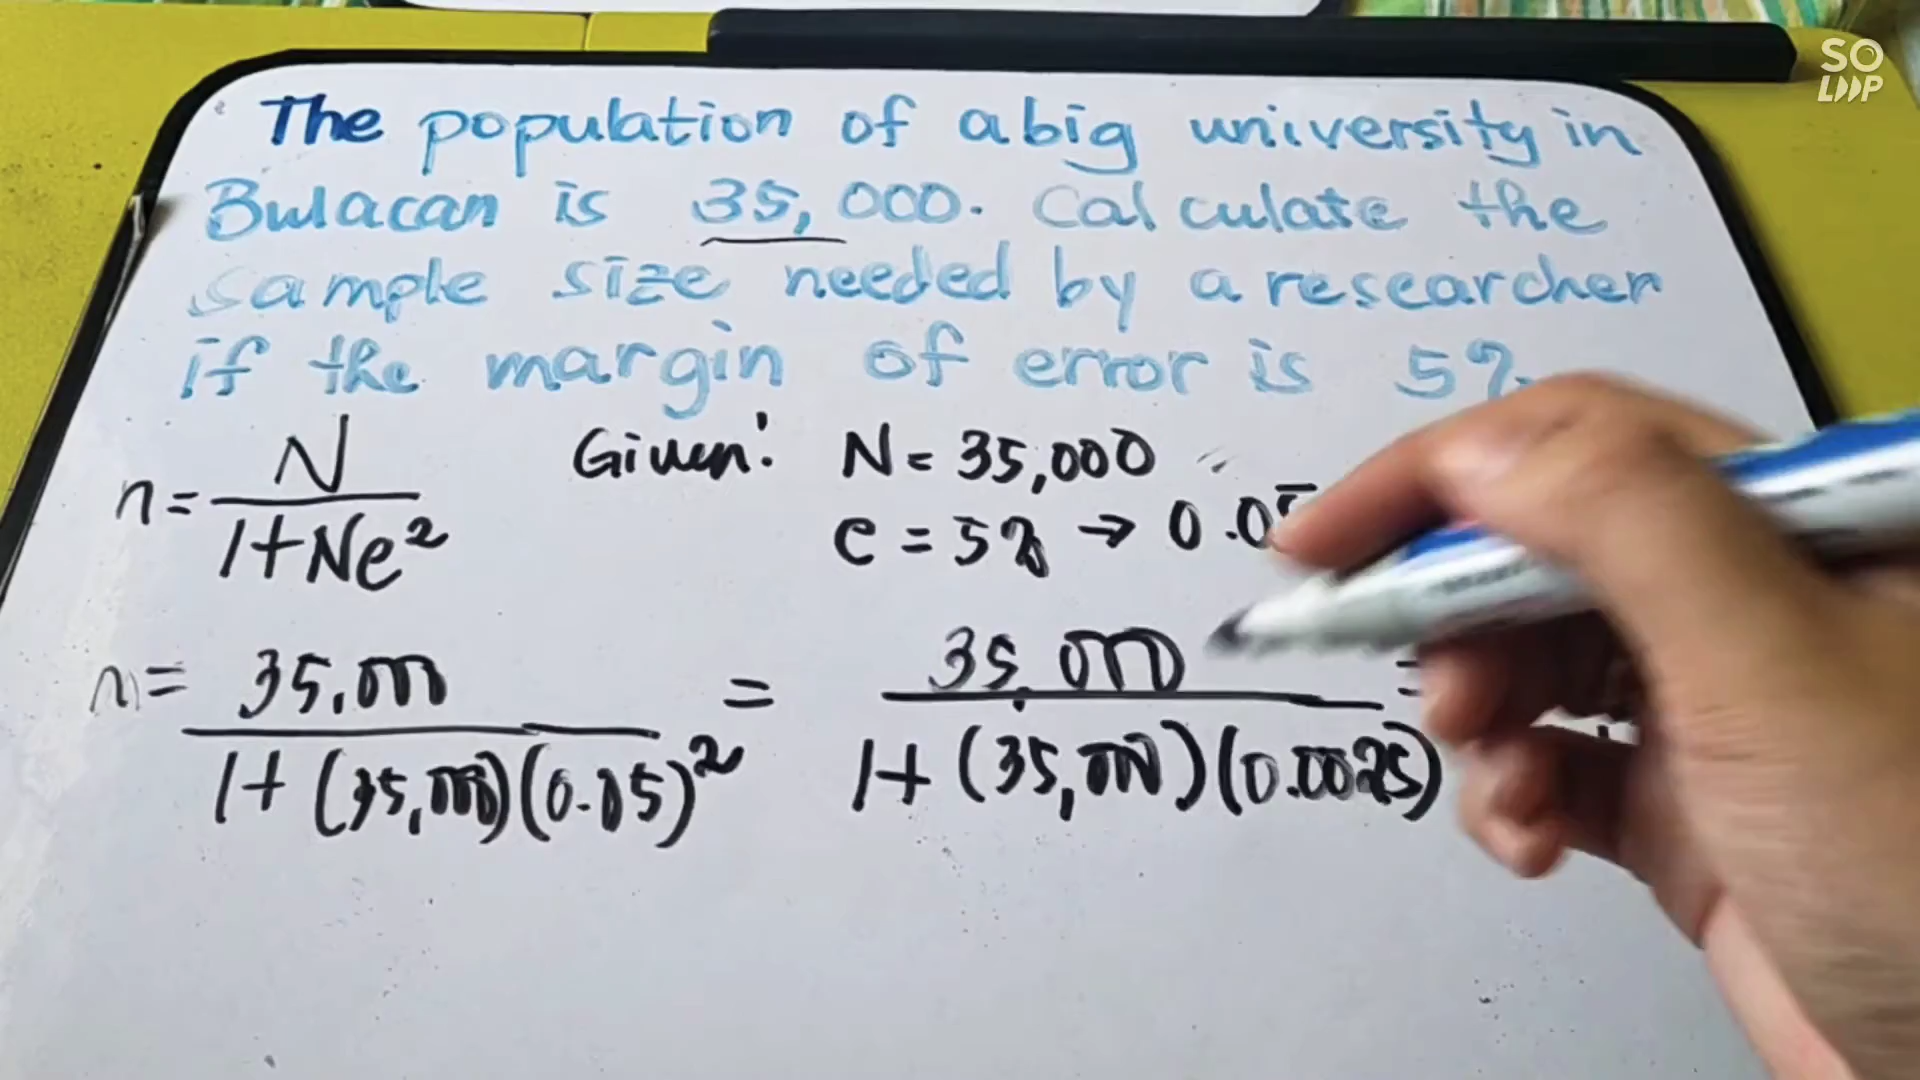 SO
LOOP
The population of a big university in
Bulacan is 35,000. Calculate the
sample size needed by a researcher
if the margin of error is 5%.
n = N / 1+Ne²
Given: N = 35,000
e = 5% → 0.05
n = 35,000 / 1+ (35,000)(0.05)² = 35,000 / 1+ (35,000)(0.0025) =